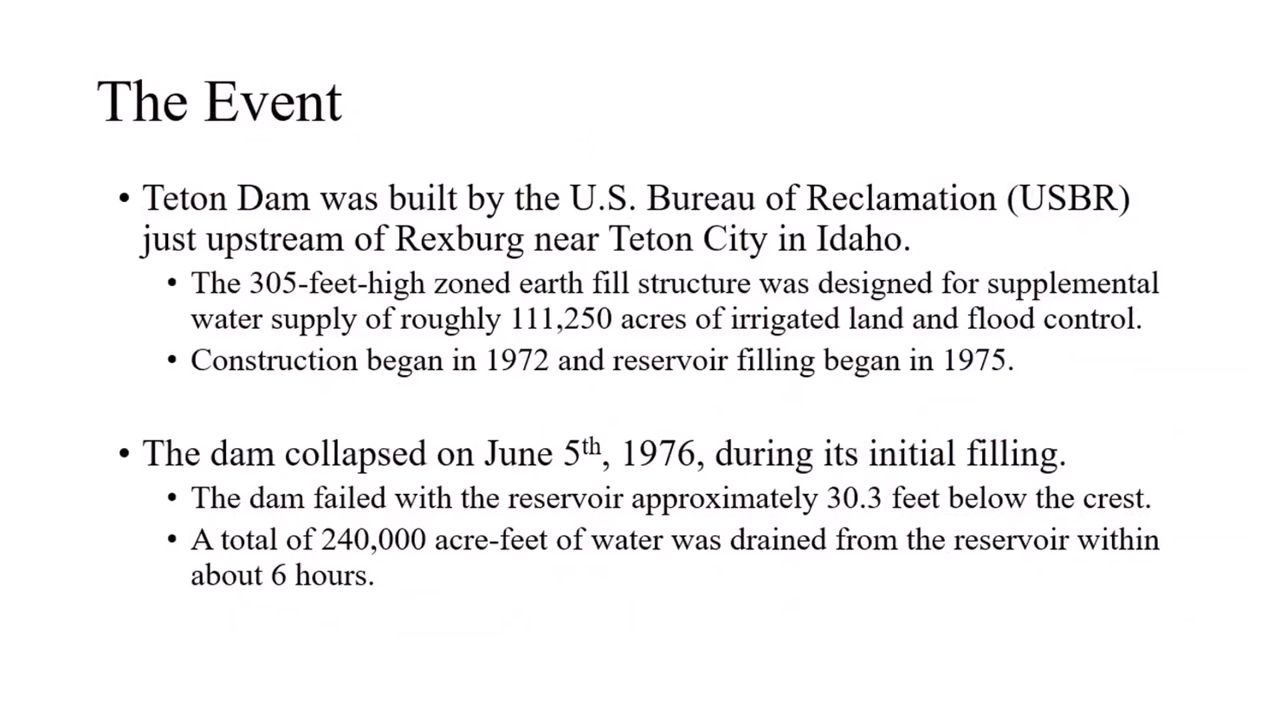 The Event
• Teton Dam was built by the U.S. Bureau of Reclamation (USBR)
just upstream of Rexburg near Teton City in Idaho.
• The 305-feet-high zoned earth fill structure was designed for supplemental
water supply of roughly 111,250 acres of irrigated land and flood control.
• Construction began in 1972 and reservoir filling began in 1975.
• The dam collapsed on June 5th, 1976, during its initial filling.
• The dam failed with the reservoir approximately 30.3 feet below the crest.
• A total of 240,000 acre-feet of water was drained from the reservoir within
about 6 hours.